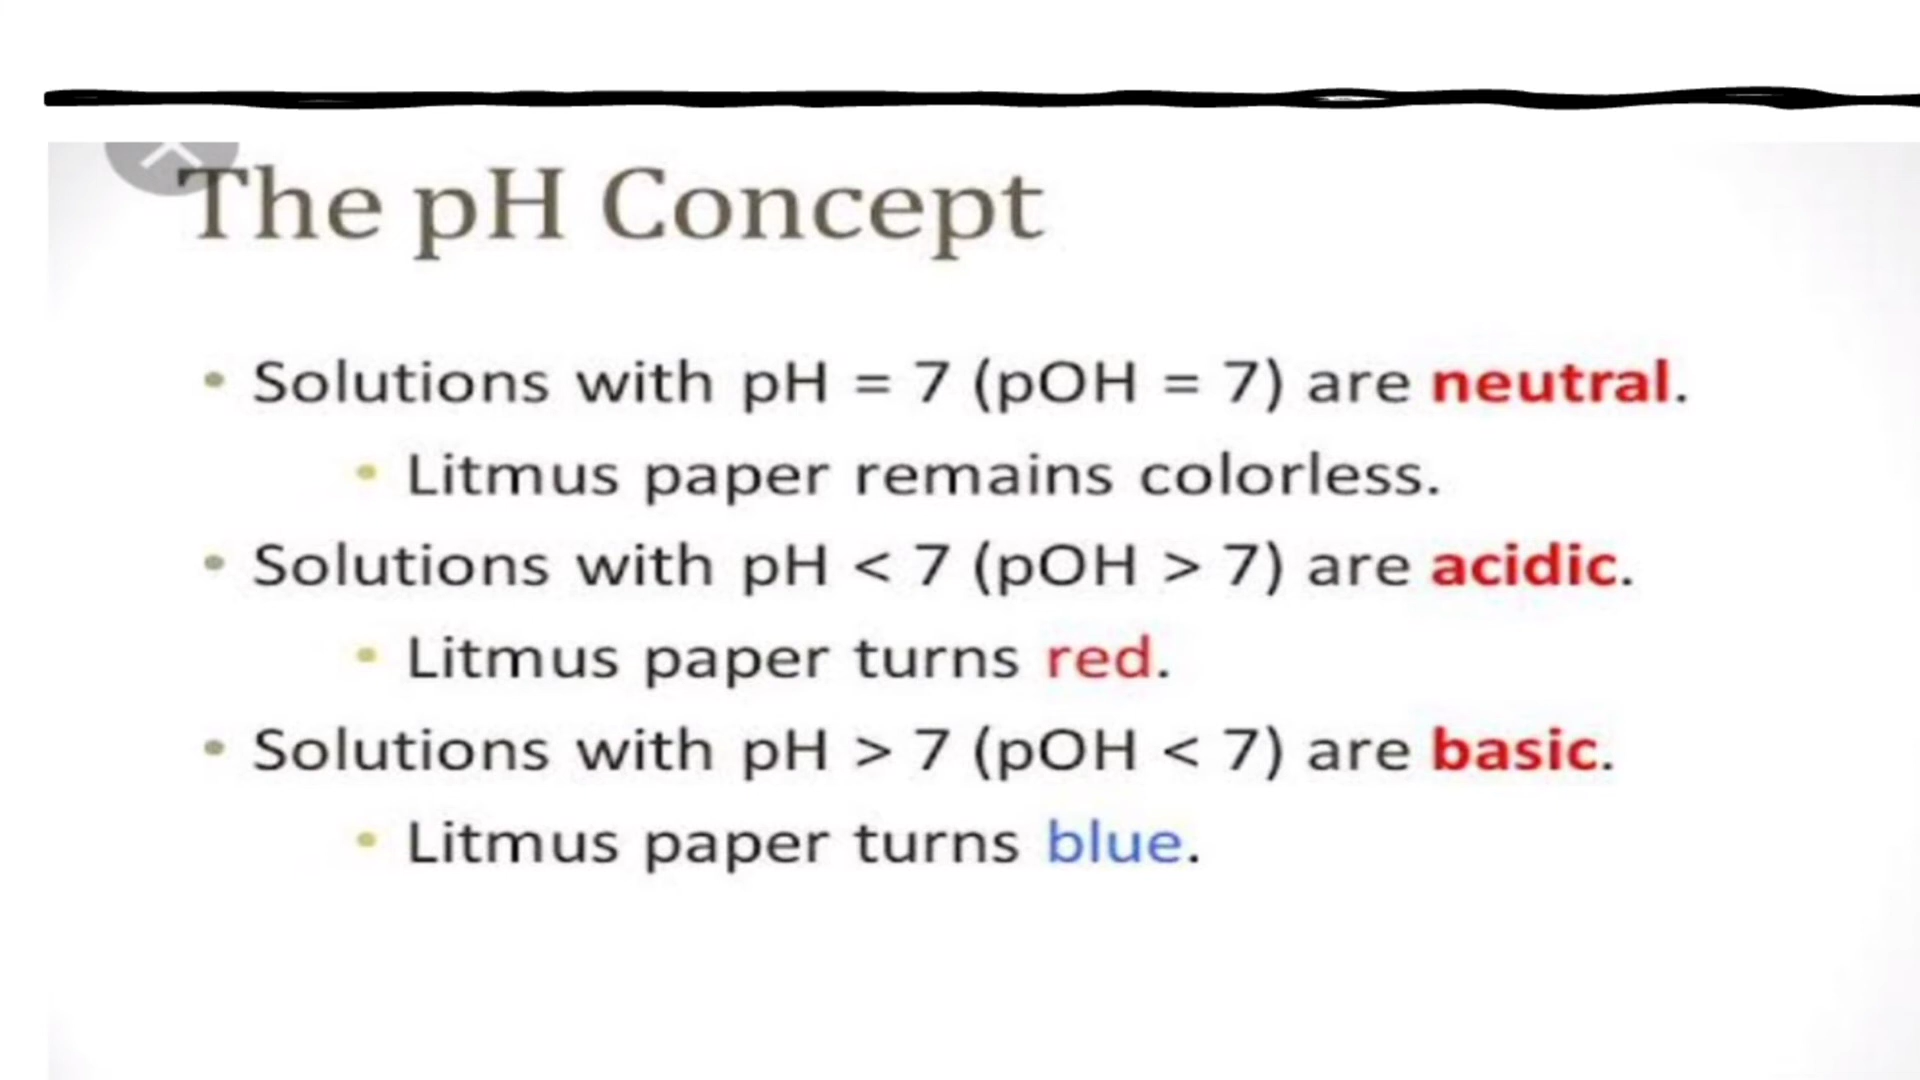 The pH Concept
• Solutions with pH = 7 (pOH = 7) are neutral.
• Litmus paper remains colorless.
• Solutions with pH < 7 (pOH > 7) are acidic.
• Litmus paper turns red.
• Solutions with pH > 7 (pOH < 7) are basic.
• Litmus paper turns blue.